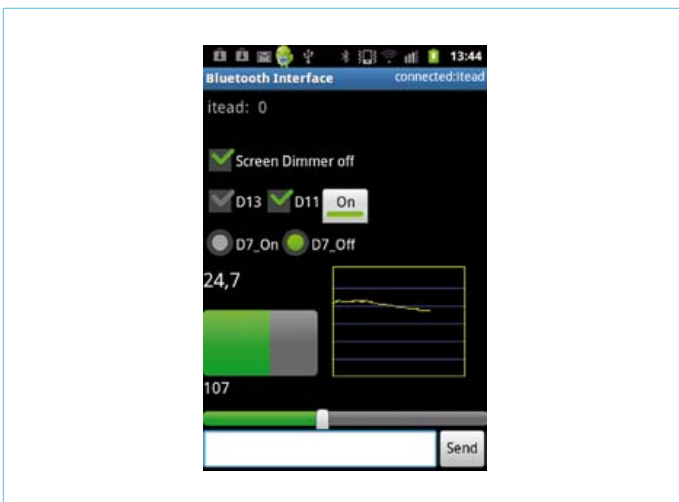 13:44
Bluetooth Interface connected:itead
itead: 0
Screen Dimmer off
D13 D11 On
D7_On D7_Off
24,7
107
Send